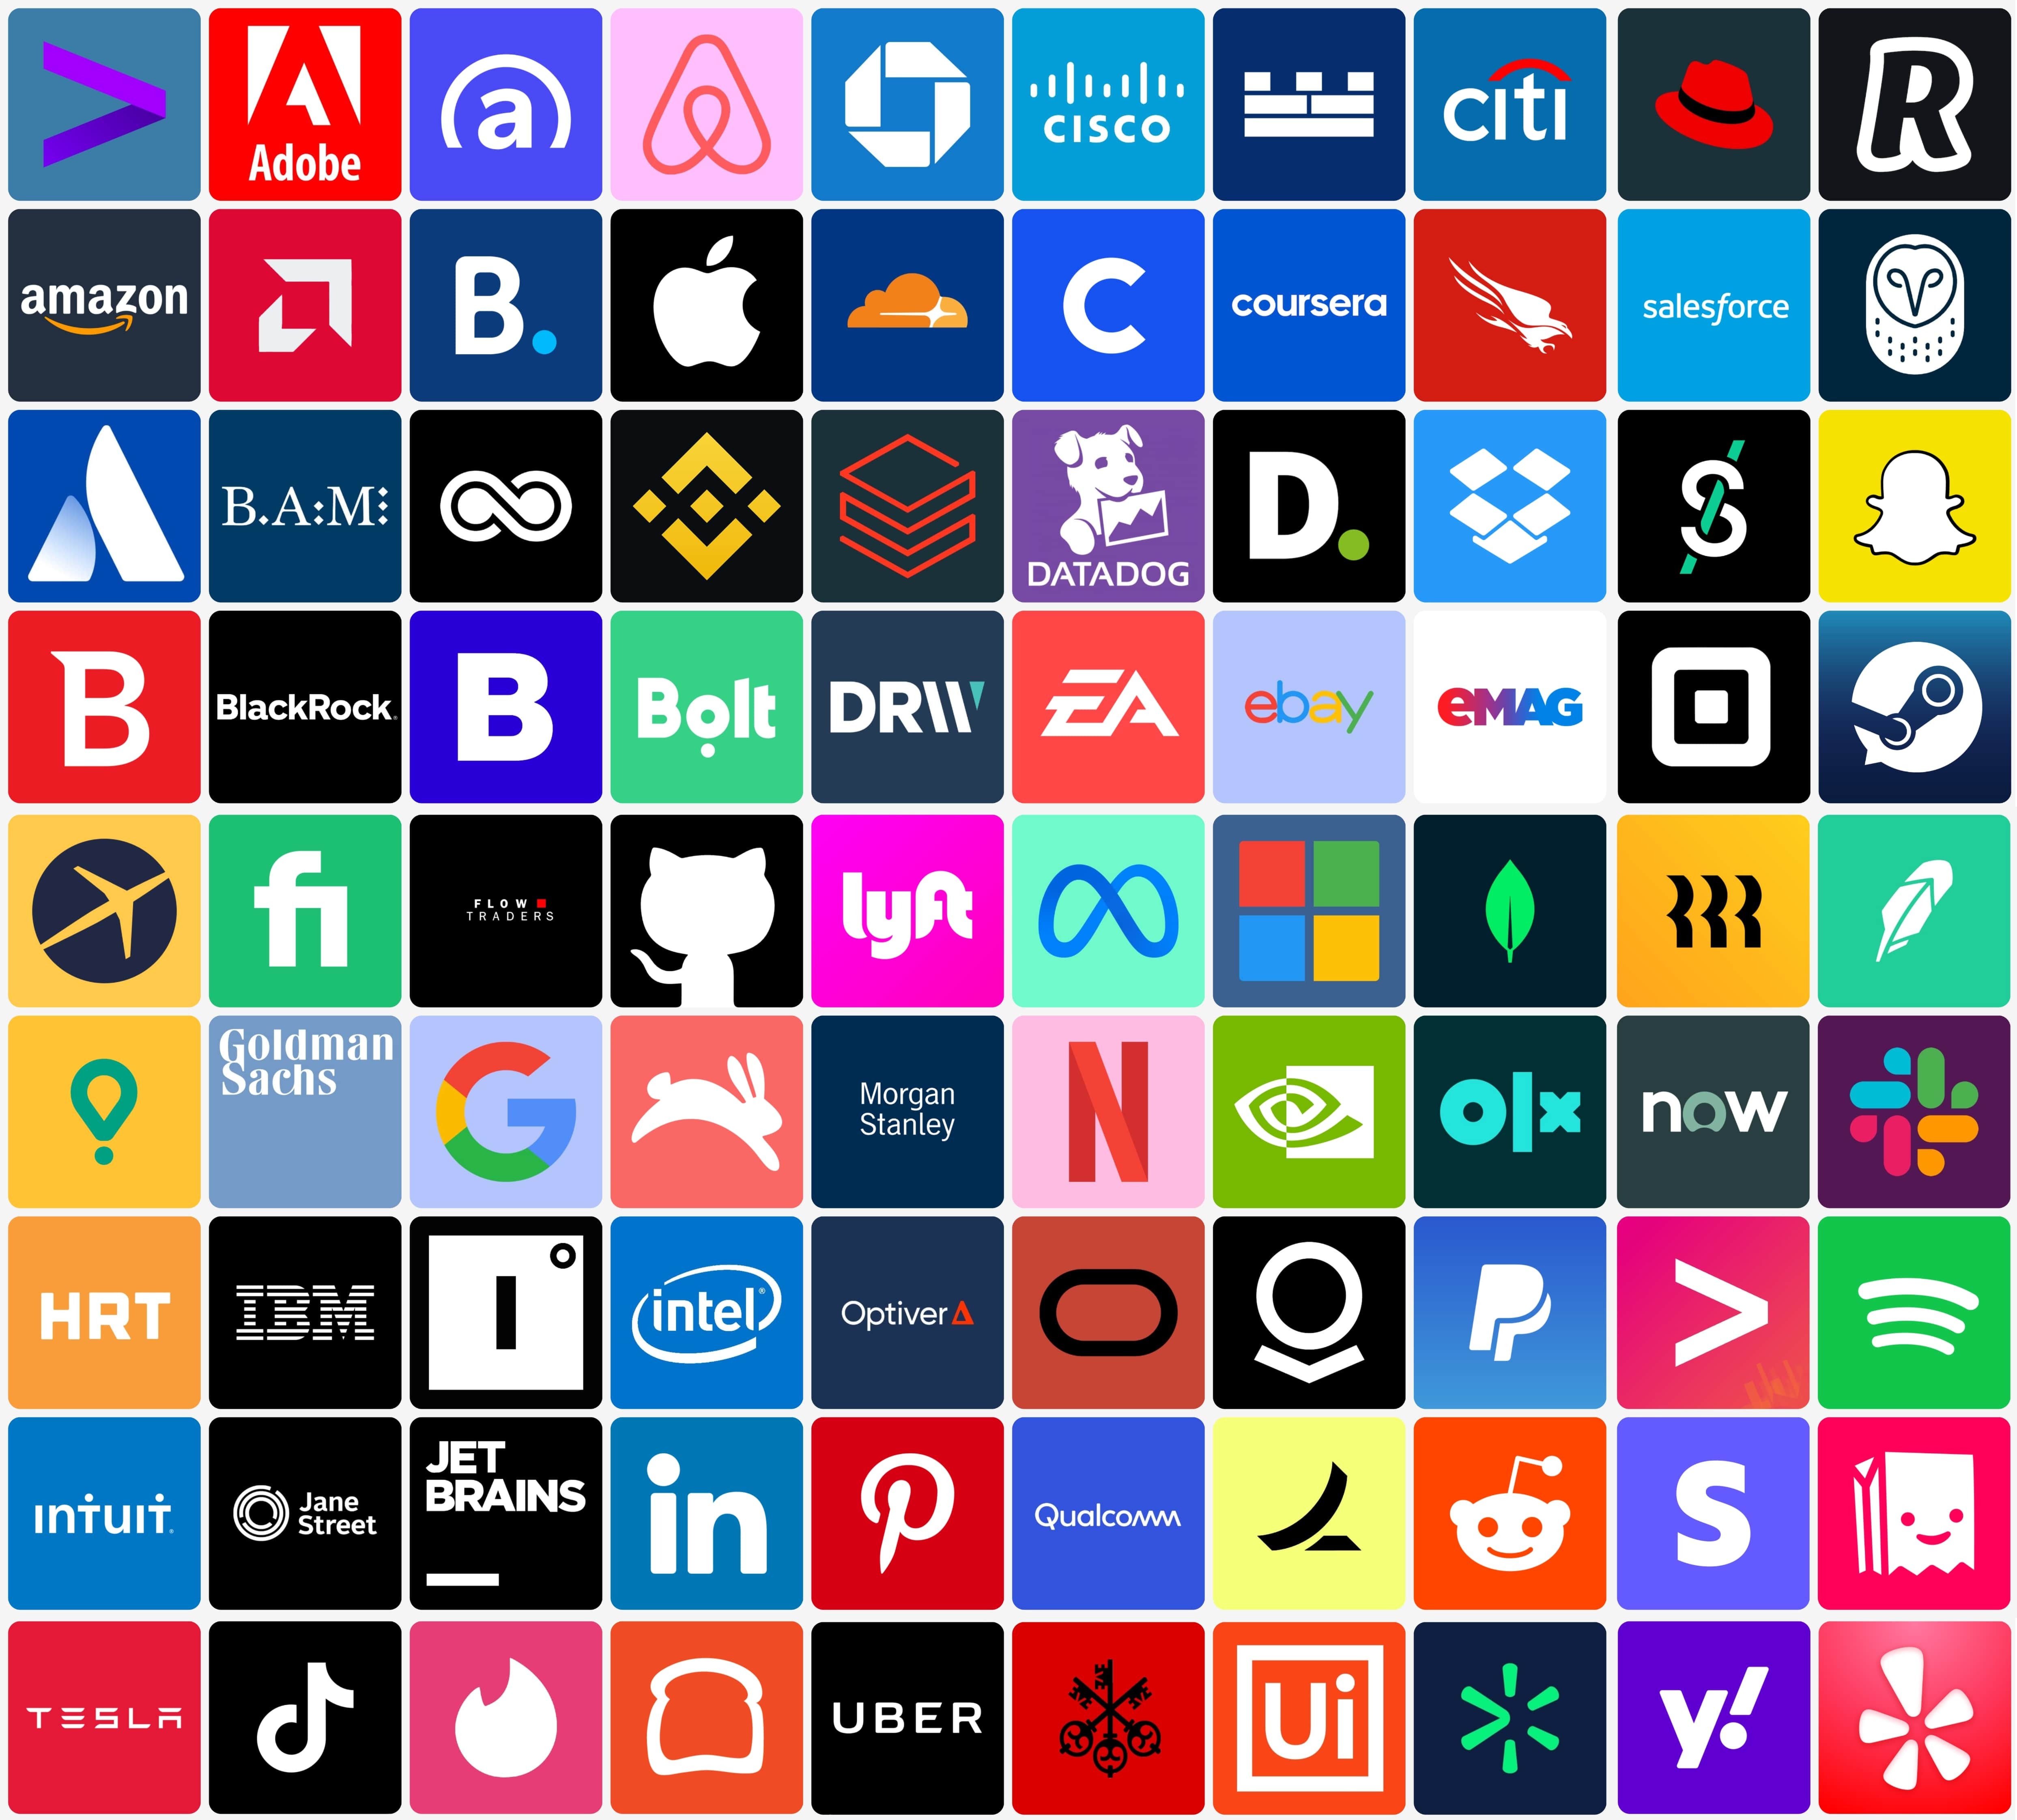 Adobe
a
CISCO
citi
R
amazon
B.
C
coursera
salesforce
B.A:M:
DATADOG
D.
S
B
BlackRock.
B
Bolt
DRW
EA
ebay
eMAG
fi
FLOW
TRADERS
lyft
Goldman
Sachs
G
Morgan
Stanley
N
olx
now
HRT
IBM
I
intel®
Optiver
P
intuit.
Jane
Street
JET
BRAINS
in
P
Qualcomm
S
TESLA
UBER
Ui
y!